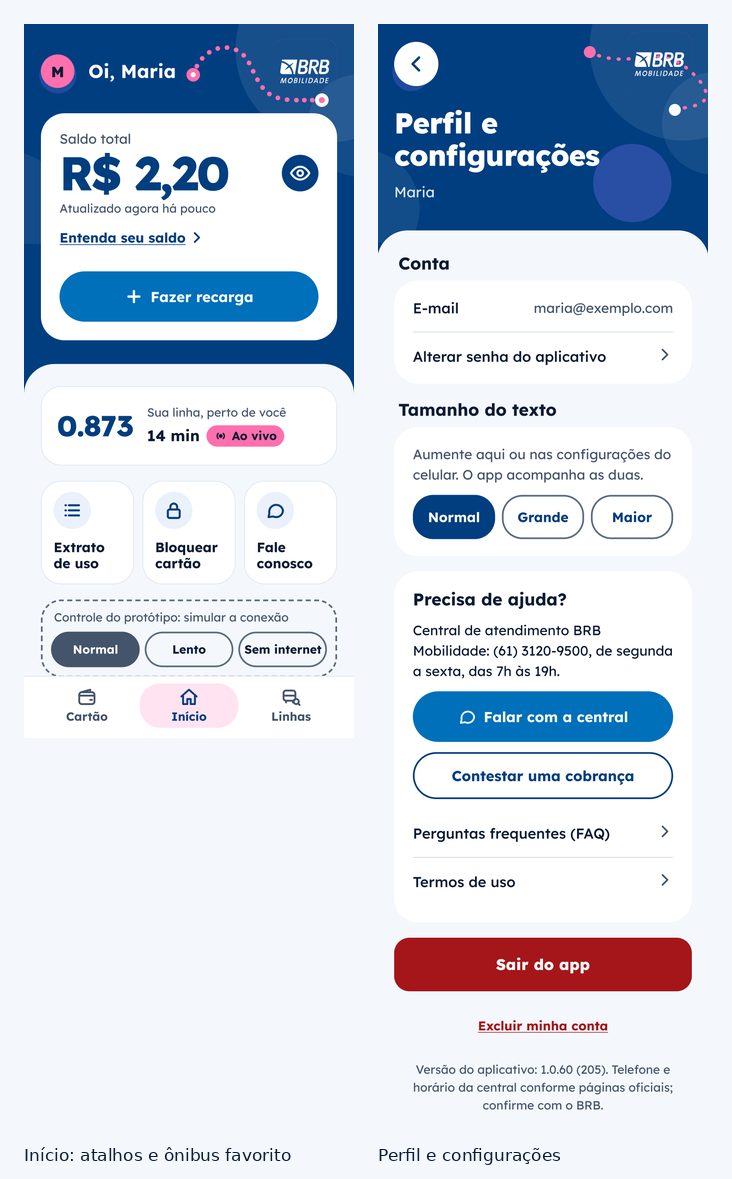 M
Oi, Maria
BRB
MOBILIDADE
Saldo total
R$ 2,20
Atualizado agora há pouco
Entenda seu saldo
Fazer recarga
0.873
Sua linha, perto de você
14 min
Ao vivo
Extrato
de uso
Bloquear
cartão
Fale
conosco
Controle do protótipo: simular a conexão
Normal
Lento
Sem internet
Cartão
Início
Linhas
Início: atalhos e ônibus favorito
BRB
MOBILIDADE
Perfil e
configurações
Maria
Conta
E-mail
maria@exemplo.com
Alterar senha do aplicativo
Tamanho do texto
Aumente aqui ou nas configurações do
celular. O app acompanha as duas.
Normal
Grande
Maior
Precisa de ajuda?
Central de atendimento BRB
Mobilidade: (61) 3120-9500, de segunda
a sexta, das 7h às 19h.
Falar com a central
Contestar uma cobrança
Perguntas frequentes (FAQ)
Termos de uso
Sair do app
Excluir minha conta
Versão do aplicativo: 1.0.60 (205). Telefone e
horário da central conforme páginas oficiais;
confirme com o BRB.
Perfil e configurações